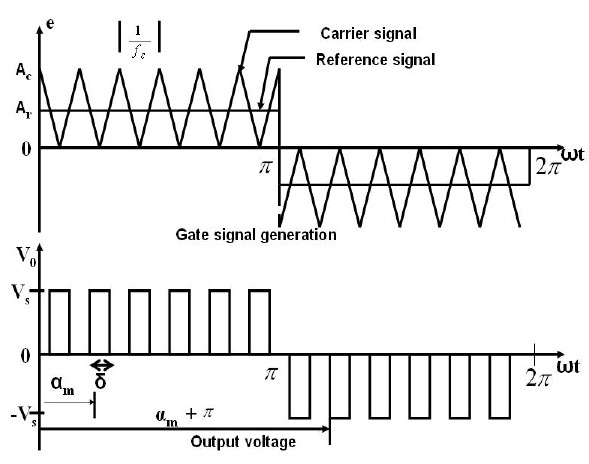 e
1
f_c
Carrier signal
Reference signal
A_c
A_r
0
π
2π
ωt
Gate signal generation
V_0
V_s
0
π
2π
ωt
α_m
δ
-V_s
α_m + π
Output voltage